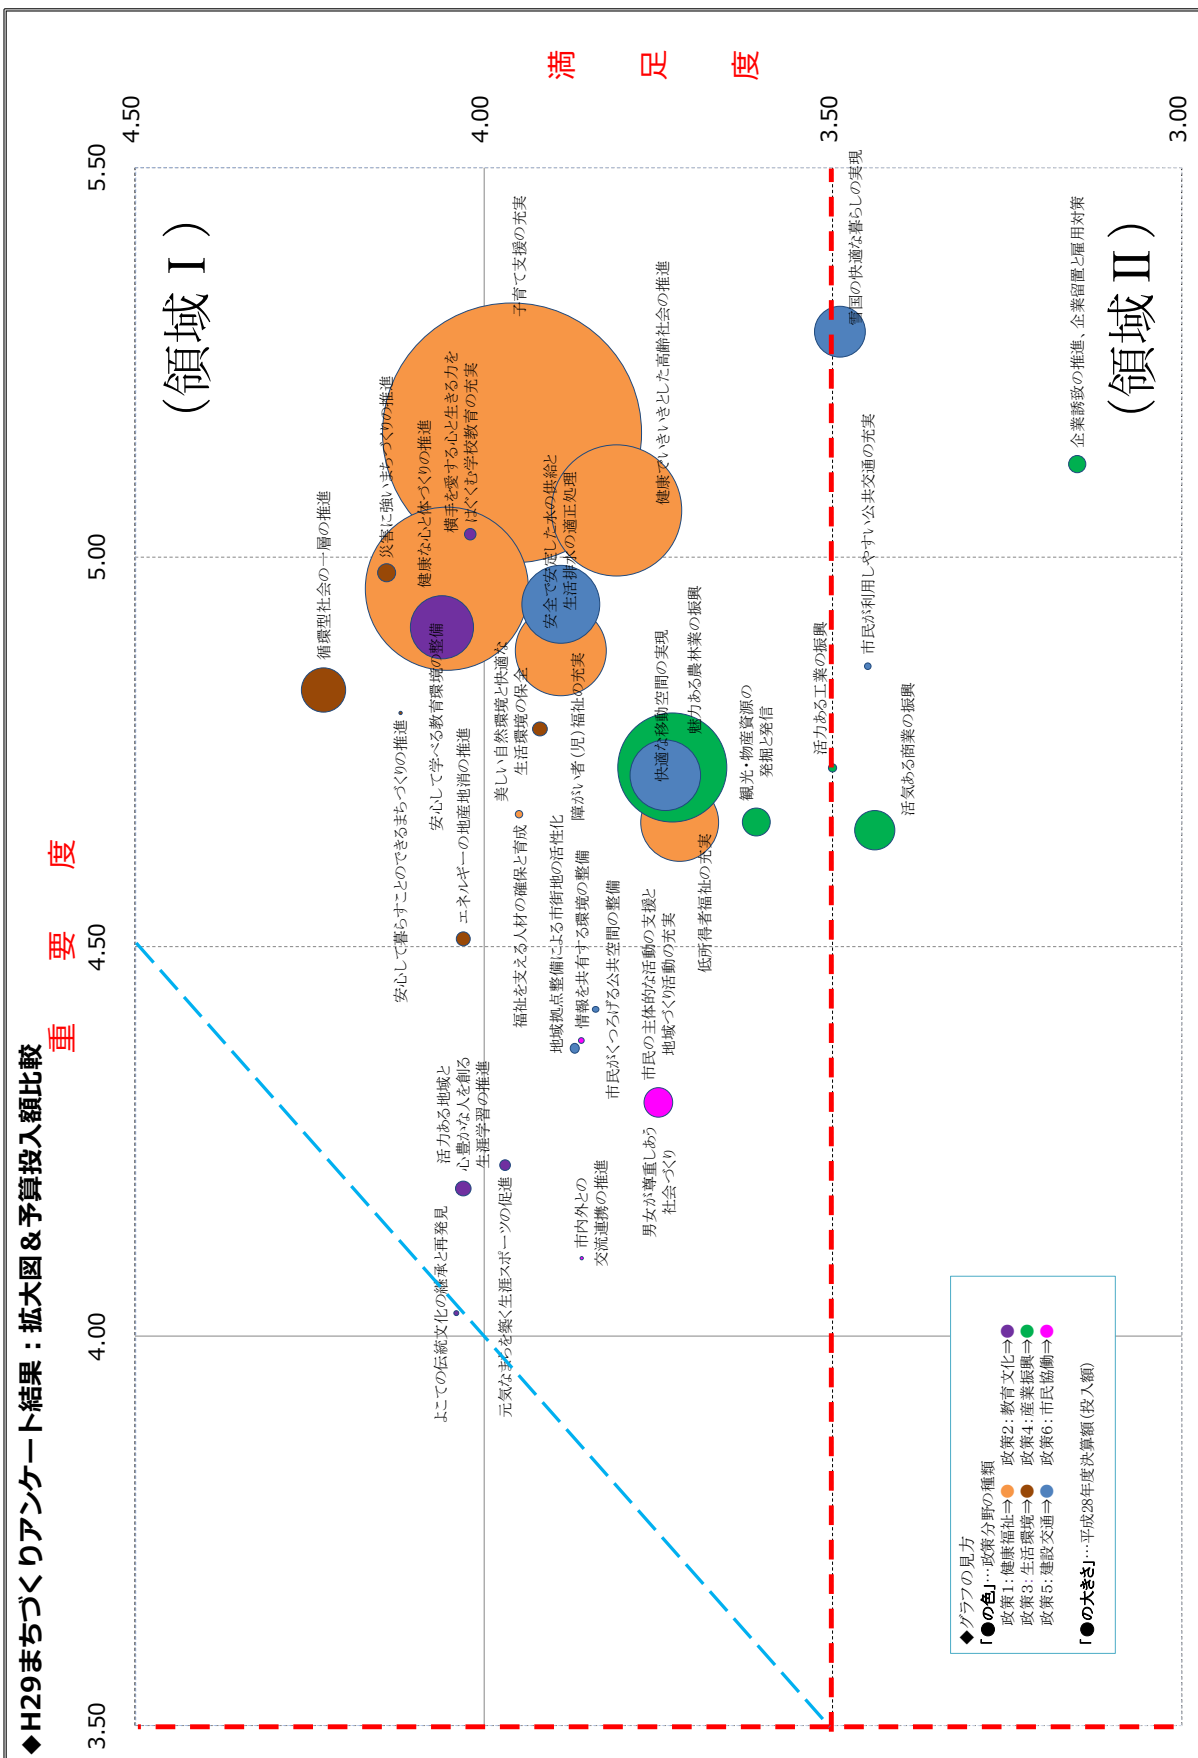 ◆H29まちづくりアンケート結果：拡大図＆予算投入額比較
重要度
3.50
4.00
4.50
5.00
5.50
満足度
4.50
4.00
3.50
3.00
(領域Ⅰ)
(領域Ⅱ)
循環型社会の一層の推進
災害に強いまちづくりの推進
安心して暮らすことのできるまちづくりの推進
健康な心と体づくりの推進
安心して学べる教育環境の整備
横手を愛する心と生きる力を
はぐくむ学校教育の充実
エネルギーの地産地消の推進
活力ある地域と
心豊かな人を創る
生涯学習の推進
よこての伝統文化の継承と再発見
元気なまちを築く生涯スポーツの促進
子育て支援の充実
美しい自然環境と快適な
生活環境の保全
福祉を支える人材の確保と育成
安全で安定した水の供給と
生活排水の適正処理
障がい者(児)福祉の充実
地域拠点整備による市街地の活性化
情報を共有する環境の整備
市民がくつろげる公共空間の整備
市内外との
交流連携の推進
健康でいきいきとした高齢社会の推進
快適な移動空間の実現
魅力ある農林業の振興
低所得者福祉の充実
市民の主体的な活動の支援と
地域づくり活動の充実
男女が尊重しあう
社会づくり
観光・物産資源の
発掘と発信
活力ある工業の振興
雪国の快適な暮らしの実現
市民が利用しやすい公共交通の充実
活気ある商業の振興
企業誘致の推進、企業留置と雇用対策
◆グラフの見方
「●の色」…政策分野の種類
政策1：健康福祉⇒● 政策2：教育文化⇒●
政策3：生活環境⇒● 政策4：産業振興⇒●
政策5：建設交通⇒● 政策6：市民協働⇒●
「●の大きさ」…平成28年度決算額(投入額)